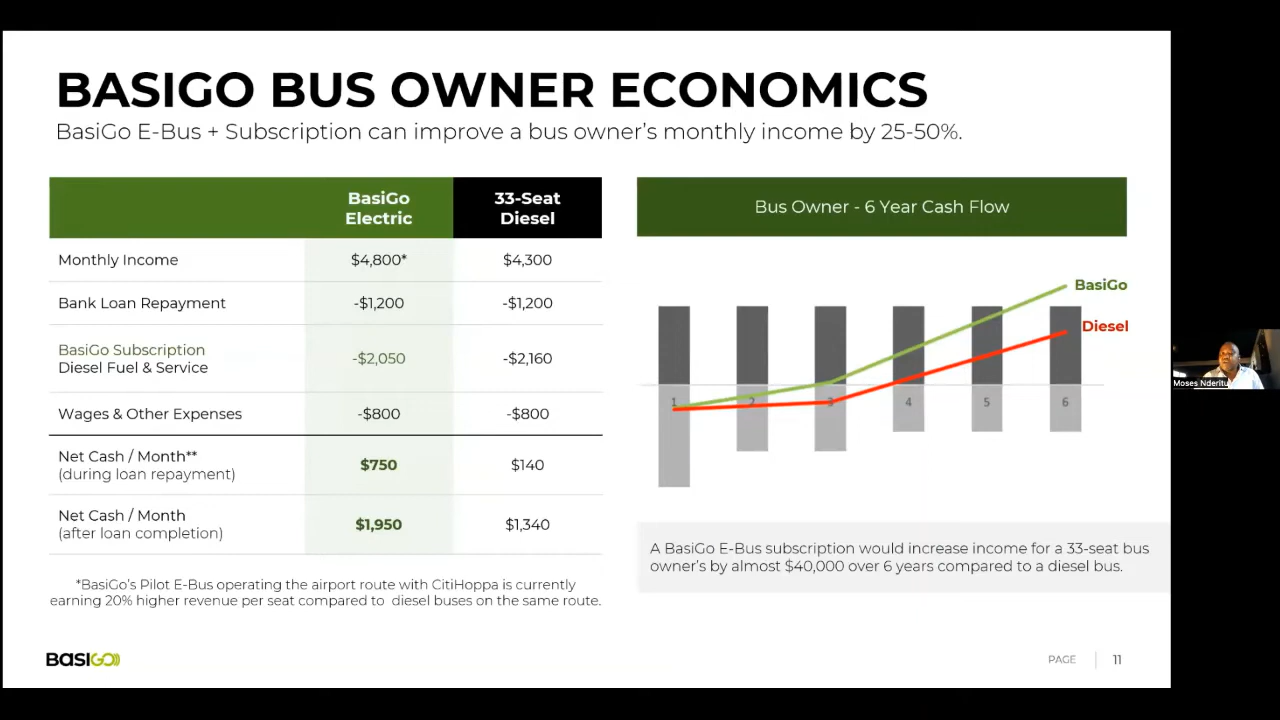 BASIGO BUS OWNER ECONOMICS
BasiGo E-Bus + Subscription can improve a bus owner's monthly income by 25-50%.
BasiGo Electric
33-Seat Diesel
Monthly Income $4,800* $4,300
Bank Loan Repayment -$1,200 -$1,200
BasiGo Subscription
Diesel Fuel & Service -$2,050 -$2,160
Wages & Other Expenses -$800 -$800
Net Cash / Month**
(during loan repayment) $750 $140
Net Cash / Month
(after loan completion) $1,950 $1,340
*BasiGo's Pilot E-Bus operating the airport route with CitiHoppa is currently
earning 20% higher revenue per seat compared to diesel buses on the same route.
Bus Owner - 6 Year Cash Flow
BasiGo
Diesel
1 2 3 4 5 6
A BasiGo E-Bus subscription would increase income for a 33-seat bus
owner's by almost $40,000 over 6 years compared to a diesel bus.
Moses Nderitu
BASIGO
PAGE 11